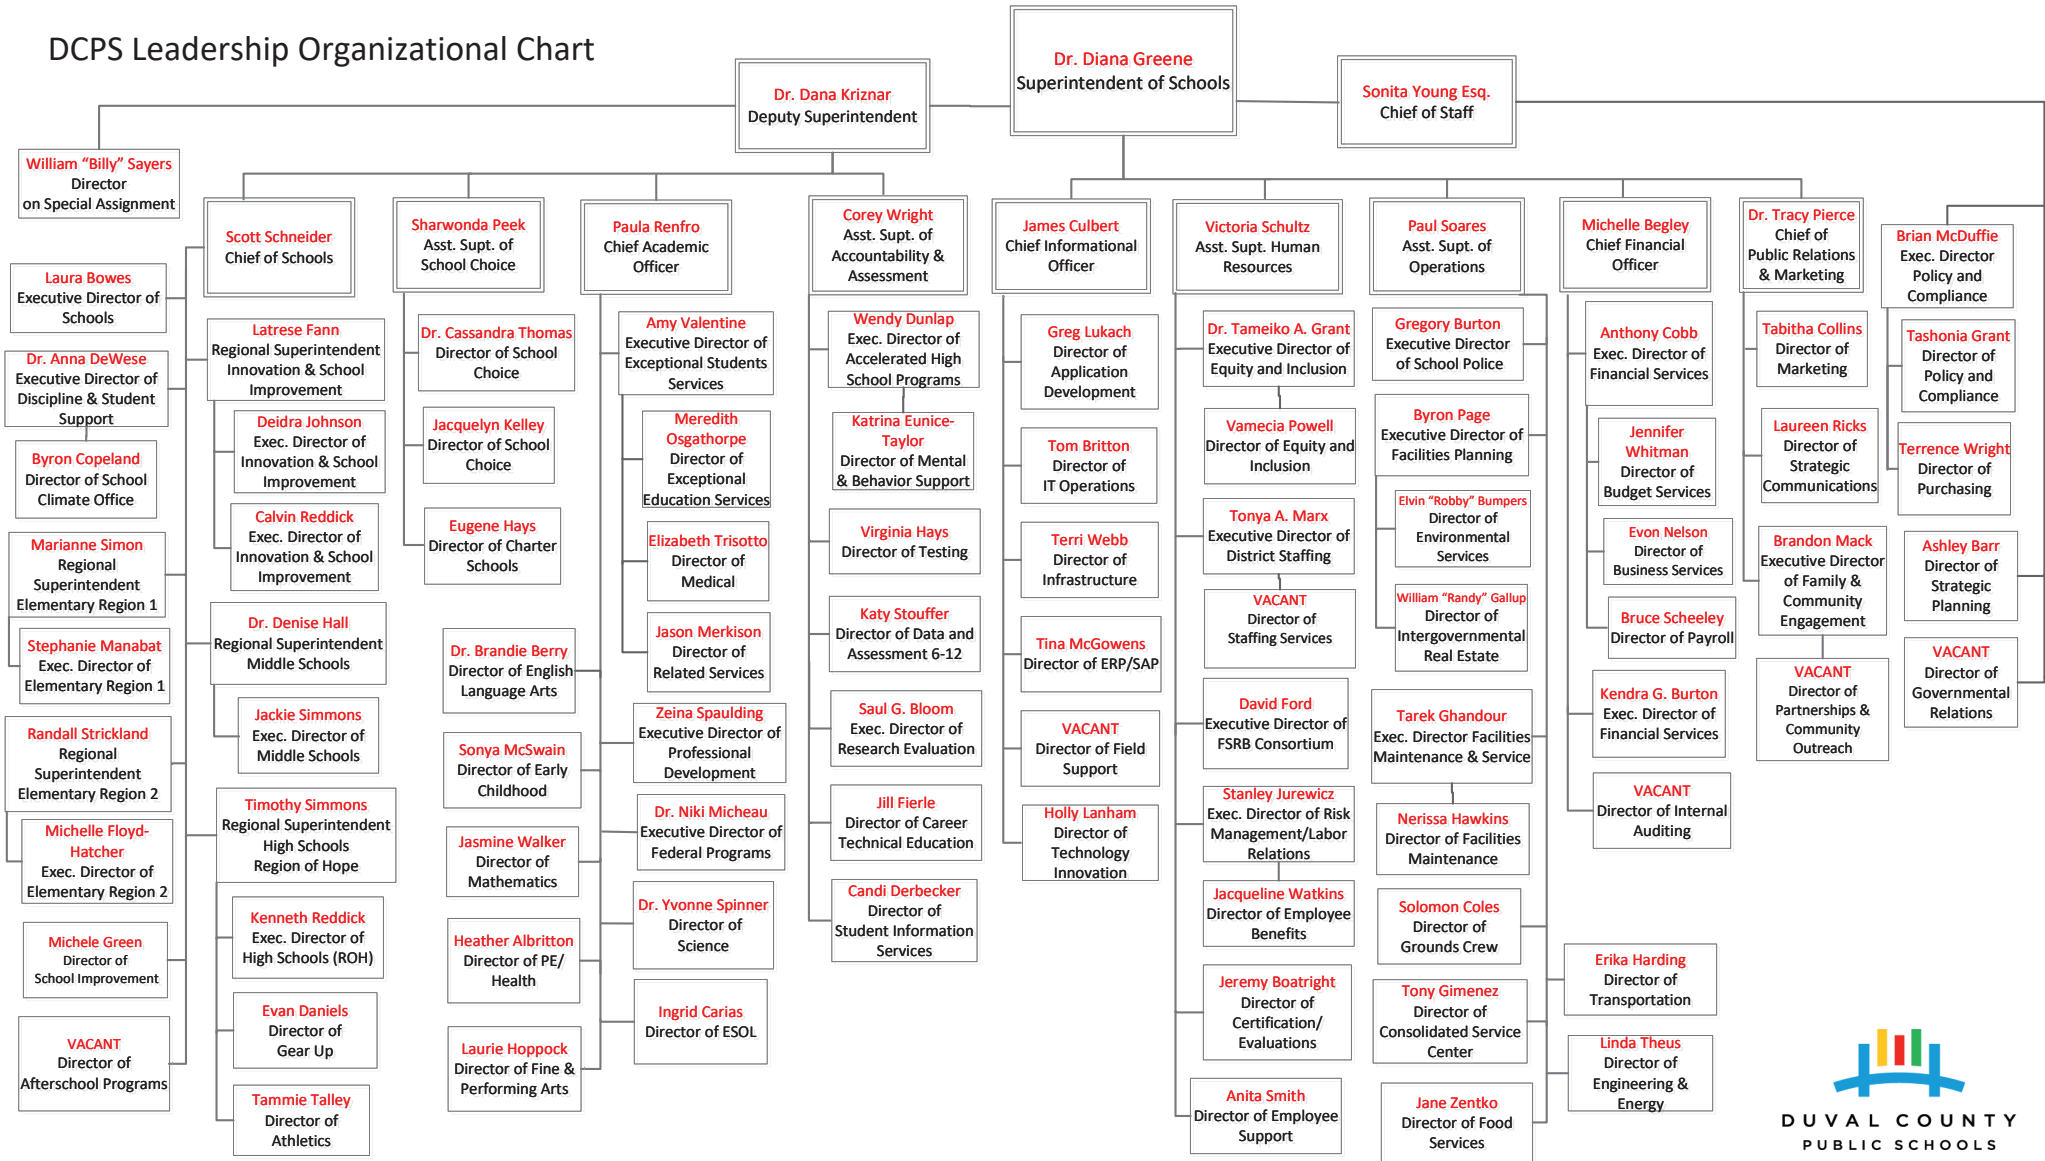 DCPS Leadership Organizational Chart
Dr. Diana Greene
Superintendent of Schools
Dr. Dana Kriznar
Deputy Superintendent
Sonita Young Esq.
Chief of Staff
William “Billy” Sayers
Director
on Special Assignment
Scott Schneider
Chief of Schools
Laura Bowes
Executive Director of
Schools
Dr. Anna DeWese
Executive Director of
Discipline & Student
Support
Byron Copeland
Director of School
Climate Office
Marianne Simon
Regional
Superintendent
Elementary Region 1
Stephanie Manabat
Exec. Director of
Elementary Region 1
Randall Strickland
Regional
Superintendent
Elementary Region 2
Michelle Floyd-
Hatcher
Exec. Director of
Elementary Region 2
Michele Green
Director of
School Improvement
VACANT
Director of
Afterschool Programs
Latrese Fann
Regional Superintendent
Innovation & School
Improvement
Deidra Johnson
Exec. Director of
Innovation & School
Improvement
Calvin Reddick
Exec. Director of
Innovation & School
Improvement
Dr. Denise Hall
Regional Superintendent
Middle Schools
Jackie Simmons
Exec. Director of
Middle Schools
Timothy Simmons
Regional Superintendent
High Schools
Region of Hope
Kenneth Reddick
Exec. Director of
High Schools (ROH)
Evan Daniels
Director of
Gear Up
Tammie Talley
Director of
Athletics
Sharwonda Peek
Asst. Supt. of
School Choice
Dr. Cassandra Thomas
Director of School
Choice
Jacquelyn Kelley
Director of School
Choice
Eugene Hays
Director of Charter
Schools
Paula Renfro
Chief Academic
Officer
Amy Valentine
Executive Director of
Exceptional Students
Services
Meredith
Osgathorpe
Director of
Exceptional
Education Services
Elizabeth Trisotto
Director of
Medical
Jason Merkison
Director of
Related Services
Dr. Brandie Berry
Director of English
Language Arts
Zeina Spaulding
Executive Director of
Professional
Development
Sonya McSwain
Director of Early
Childhood
Dr. Niki Micheau
Executive Director of
Federal Programs
Jasmine Walker
Director of
Mathematics
Dr. Yvonne Spinner
Director of
Science
Heather Albritton
Director of PE/
Health
Ingrid Carias
Director of ESOL
Laurie Hoppock
Director of Fine &
Performing Arts
Corey Wright
Asst. Supt. of
Accountability &
Assessment
Wendy Dunlap
Exec. Director of
Accelerated High
School Programs
Katrina Eunice-
Taylor
Director of Mental
& Behavior Support
Virginia Hays
Director of Testing
Katy Stouffer
Director of Data and
Assessment 6-12
Saul G. Bloom
Exec. Director of
Research Evaluation
Jill Fierle
Director of Career
Technical Education
Candi Derbecker
Director of
Student Information
Services
James Culbert
Chief Informational
Officer
Greg Lukach
Director of
Application
Development
Tom Britton
Director of
IT Operations
Terri Webb
Director of
Infrastructure
Tina McGowens
Director of ERP/SAP
VACANT
Director of Field
Support
Holly Lanham
Director of
Technology
Innovation
Victoria Schultz
Asst. Supt. Human
Resources
Dr. Tameiko A. Grant
Executive Director of
Equity and Inclusion
Vamecia Powell
Director of Equity and
Inclusion
Tonya A. Marx
Executive Director of
District Staffing
VACANT
Director of
Staffing Services
David Ford
Executive Director of
FSRB Consortium
Stanley Jurewicz
Exec. Director of Risk
Management/Labor
Relations
Jacqueline Watkins
Director of Employee
Benefits
Jeremy Boatright
Director of
Certification/
Evaluations
Anita Smith
Director of Employee
Support
Paul Soares
Asst. Supt. of
Operations
Gregory Burton
Executive Director
of School Police
Byron Page
Executive Director of
Facilities Planning
Elvin “Robby” Bumpers
Director of
Environmental
Services
William “Randy” Gallup
Director of
Intergovernmental
Real Estate
Tarek Ghandour
Exec. Director Facilities
Maintenance & Service
Nerissa Hawkins
Director of Facilities
Maintenance
Solomon Coles
Director of
Grounds Crew
Tony Gimenez
Director of
Consolidated Service
Center
Jane Zentko
Director of Food
Services
Erika Harding
Director of
Transportation
Linda Theus
Director of
Engineering &
Energy
Michelle Begley
Chief Financial
Officer
Anthony Cobb
Exec. Director of
Financial Services
Jennifer
Whitman
Director of
Budget Services
Evon Nelson
Director of
Business Services
Bruce Scheeley
Director of Payroll
Kendra G. Burton
Exec. Director of
Financial Services
VACANT
Director of Internal
Auditing
Dr. Tracy Pierce
Chief of
Public Relations
& Marketing
Tabitha Collins
Director of
Marketing
Laureen Ricks
Director of
Strategic
Communications
Brandon Mack
Executive Director
of Family &
Community
Engagement
VACANT
Director of
Partnerships &
Community
Outreach
Brian McDuffie
Exec. Director
Policy and
Compliance
Tashonia Grant
Director of
Policy and
Compliance
Terrence Wright
Director of
Purchasing
Ashley Barr
Director of
Strategic
Planning
VACANT
Director of
Governmental
Relations
DUVAL COUNTY
PUBLIC SCHOOLS